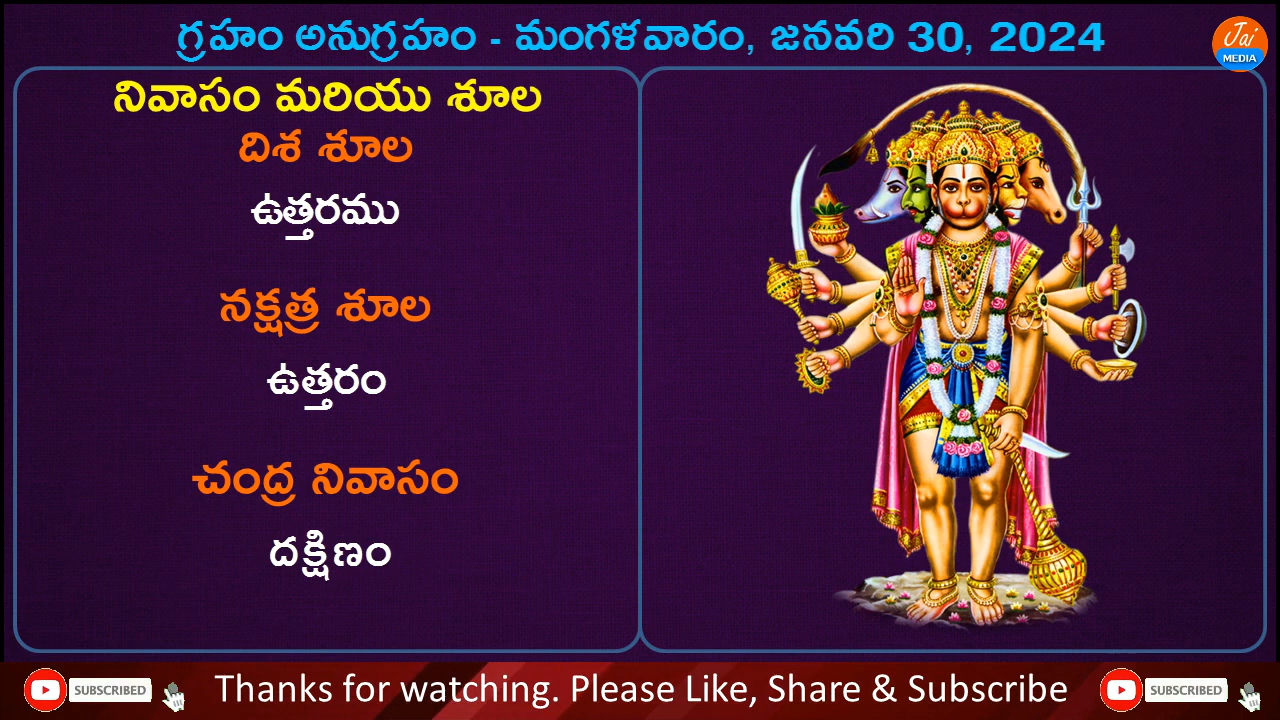 గ్రహం అనుగ్రహం - మంగళవారం, జనవరి 30, 2024
Jai
MEDIA
నివాసం మరియు శూల
దిశ శూల
ఉత్తరము
నక్షత్ర శూల
ఉత్తరం
చంద్ర నివాసం
దక్షిణం
SUBSCRIBED
Thanks for watching. Please Like, Share & Subscribe
SUBSCRIBED